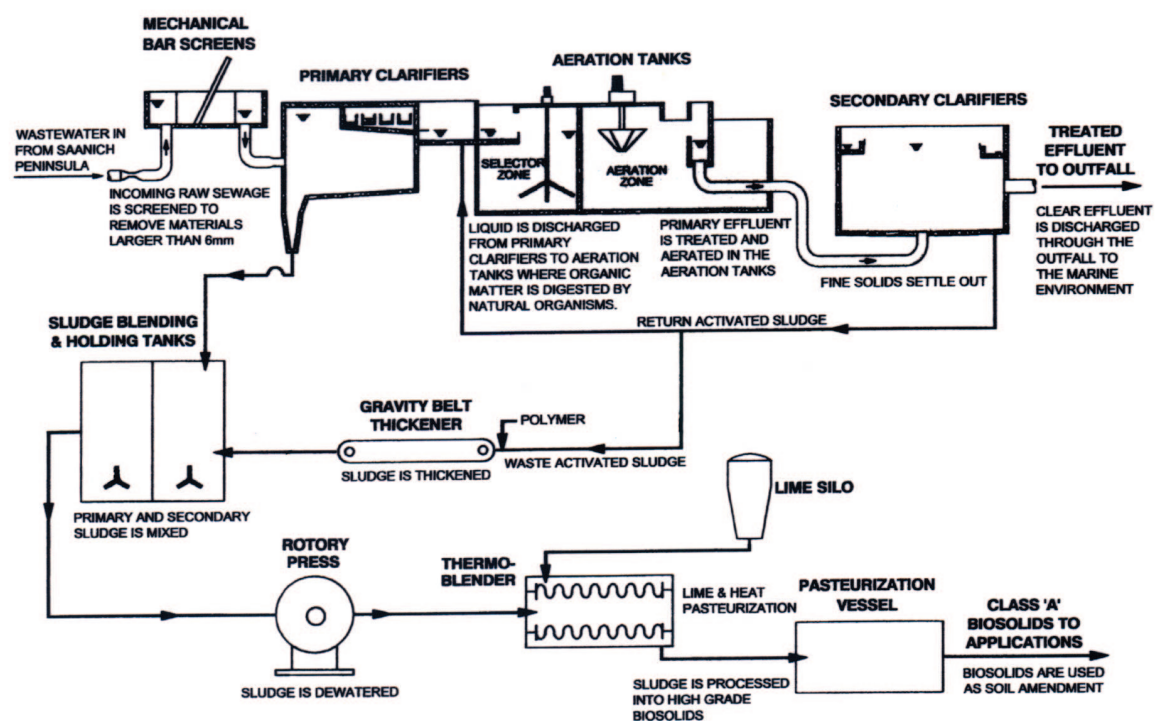 MECHANICAL
BAR SCREENS
PRIMARY CLARIFIERS
AERATION TANKS
SECONDARY CLARIFIERS
WASTEWATER IN
FROM SAANICH
PENINSULA
INCOMING RAW SEWAGE
IS SCREENED TO
REMOVE MATERIALS
LARGER THAN 6mm
SELECTOR
ZONE
AERATION
ZONE
TREATED
EFFLUENT
TO OUTFALL
CLEAR EFFLUENT
IS DISCHARGED
THROUGH THE
OUTFALL TO
THE MARINE
ENVIRONMENT
LIQUID IS DISCHARGED
FROM PRIMARY
CLARIFIERS TO AERATION
TANKS WHERE ORGANIC
MATTER IS DIGESTED BY
NATURAL ORGANISMS.
PRIMARY EFFLUENT
IS TREATED AND
AERATED IN THE
AERATION TANKS
FINE SOLIDS SETTLE OUT
RETURN ACTIVATED SLUDGE
SLUDGE BLENDING
& HOLDING TANKS
PRIMARY AND SECONDARY
SLUDGE IS MIXED
GRAVITY BELT
THICKENER
SLUDGE IS THICKENED
POLYMER
WASTE ACTIVATED SLUDGE
LIME SILO
ROTORY
PRESS
SLUDGE IS DEWATERED
THERMO-
BLENDER
LIME & HEAT
PASTEURIZATION
SLUDGE IS PROCESSED
INTO HIGH GRADE
BIOSOLIDS
PASTEURIZATION
VESSEL
CLASS 'A'
BIOSOLIDS TO
APPLICATIONS
BIOSOLIDS ARE USED
AS SOIL AMENDMENT